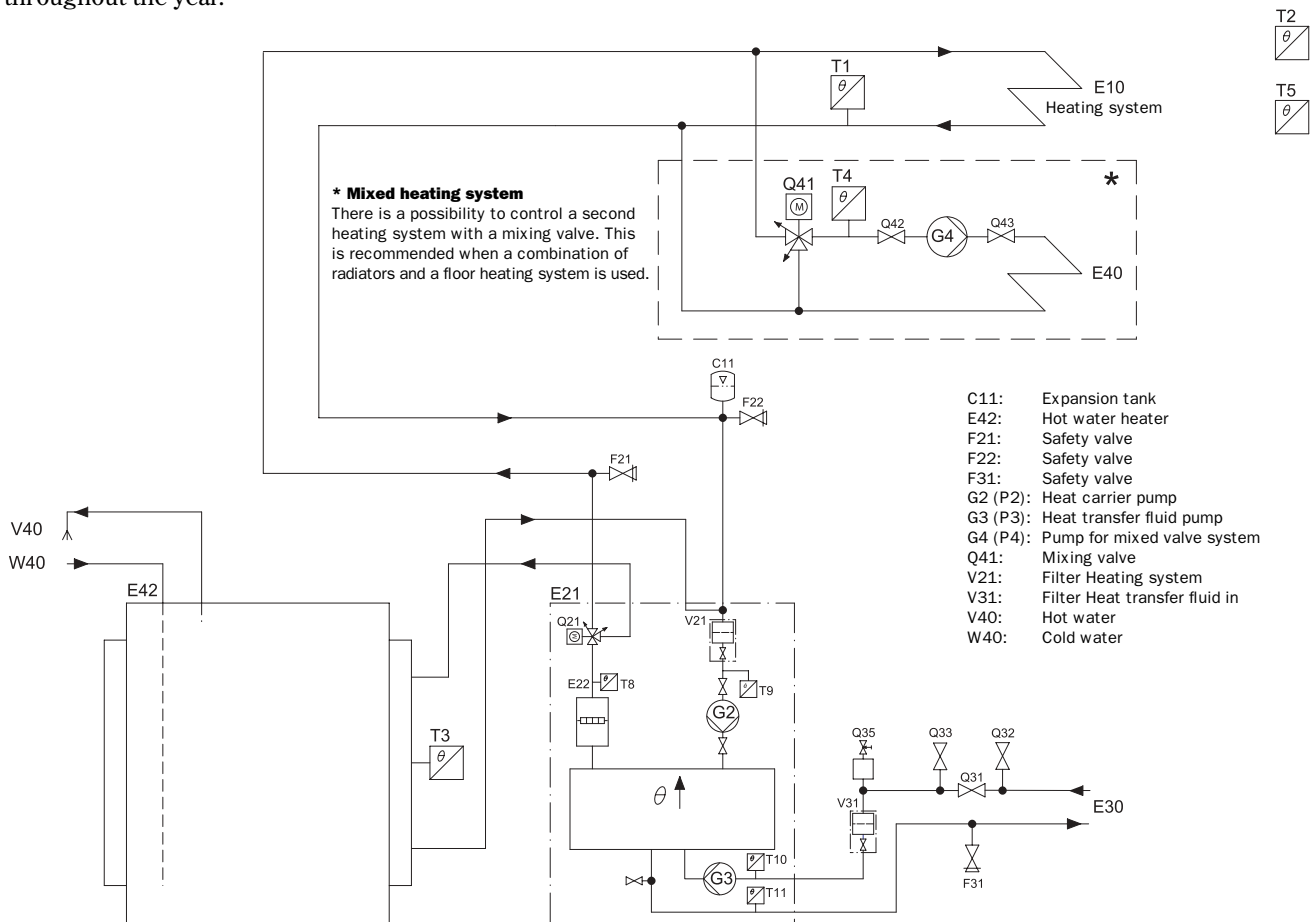 throughout the year.
T2
θ
T5
θ
T1
θ
E10
Heating system
* Mixed heating system
There is a possibility to control a second
heating system with a mixing valve. This
is recommended when a combination of
radiators and a floor heating system is used.
*
Q41
M
T4
θ
Q42
G4
Q43
E40
C11
F22
F21
C11: Expansion tank
E42: Hot water heater
F21: Safety valve
F22: Safety valve
F31: Safety valve
G2 (P2): Heat carrier pump
G3 (P3): Heat transfer fluid pump
G4 (P4): Pump for mixed valve system
Q41: Mixing valve
V21: Filter Heating system
V31: Filter Heat transfer fluid in
V40: Hot water
W40: Cold water
V40
W40
E42
E21
Q21
M
V21
E22
θ
T8
θ
T9
G2
T3
θ
θ
Q35
Q33
Q32
Q31
V31
E30
θ
T10
G3
θ
T11
F31